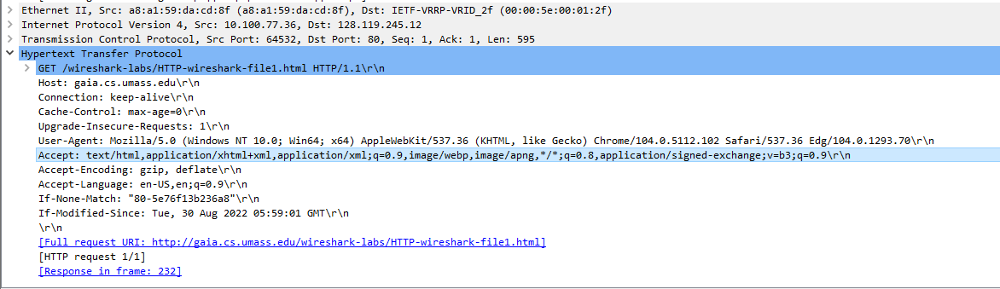 Ethernet II, Src: a8:a1:59:da:cd:8f (a8:a1:59:da:cd:8f), Dst: IETF-VRRP-VRID_2f (00:00:5e:00:01:2f)
Internet Protocol Version 4, Src: 10.100.77.36, Dst: 128.119.245.12
Transmission Control Protocol, Src Port: 64532, Dst Port: 80, Seq: 1, Ack: 1, Len: 595
Hypertext Transfer Protocol
GET /wireshark-labs/HTTP-wireshark-file1.html HTTP/1.1\r\n
Host: gaia.cs.umass.edu\r\n
Connection: keep-alive\r\n
Cache-Control: max-age=0\r\n
Upgrade-Insecure-Requests: 1\r\n
User-Agent: Mozilla/5.0 (Windows NT 10.0; Win64; x64) AppleWebKit/537.36 (KHTML, like Gecko) Chrome/104.0.5112.102 Safari/537.36 Edg/104.0.1293.70\r\n
Accept: text/html,application/xhtml+xml,application/xml;q=0.9,image/webp,image/apng,*/*;q=0.8,application/signed-exchange;v=b3;q=0.9\r\n
Accept-Encoding: gzip, deflate\r\n
Accept-Language: en-US,en;q=0.9\r\n
If-None-Match: "80-5e76f13b236a8"\r\n
If-Modified-Since: Tue, 30 Aug 2022 05:59:01 GMT\r\n
\r\n
[Full request URI: http://gaia.cs.umass.edu/wireshark-labs/HTTP-wireshark-file1.html]
[HTTP request 1/1]
[Response in frame: 232]